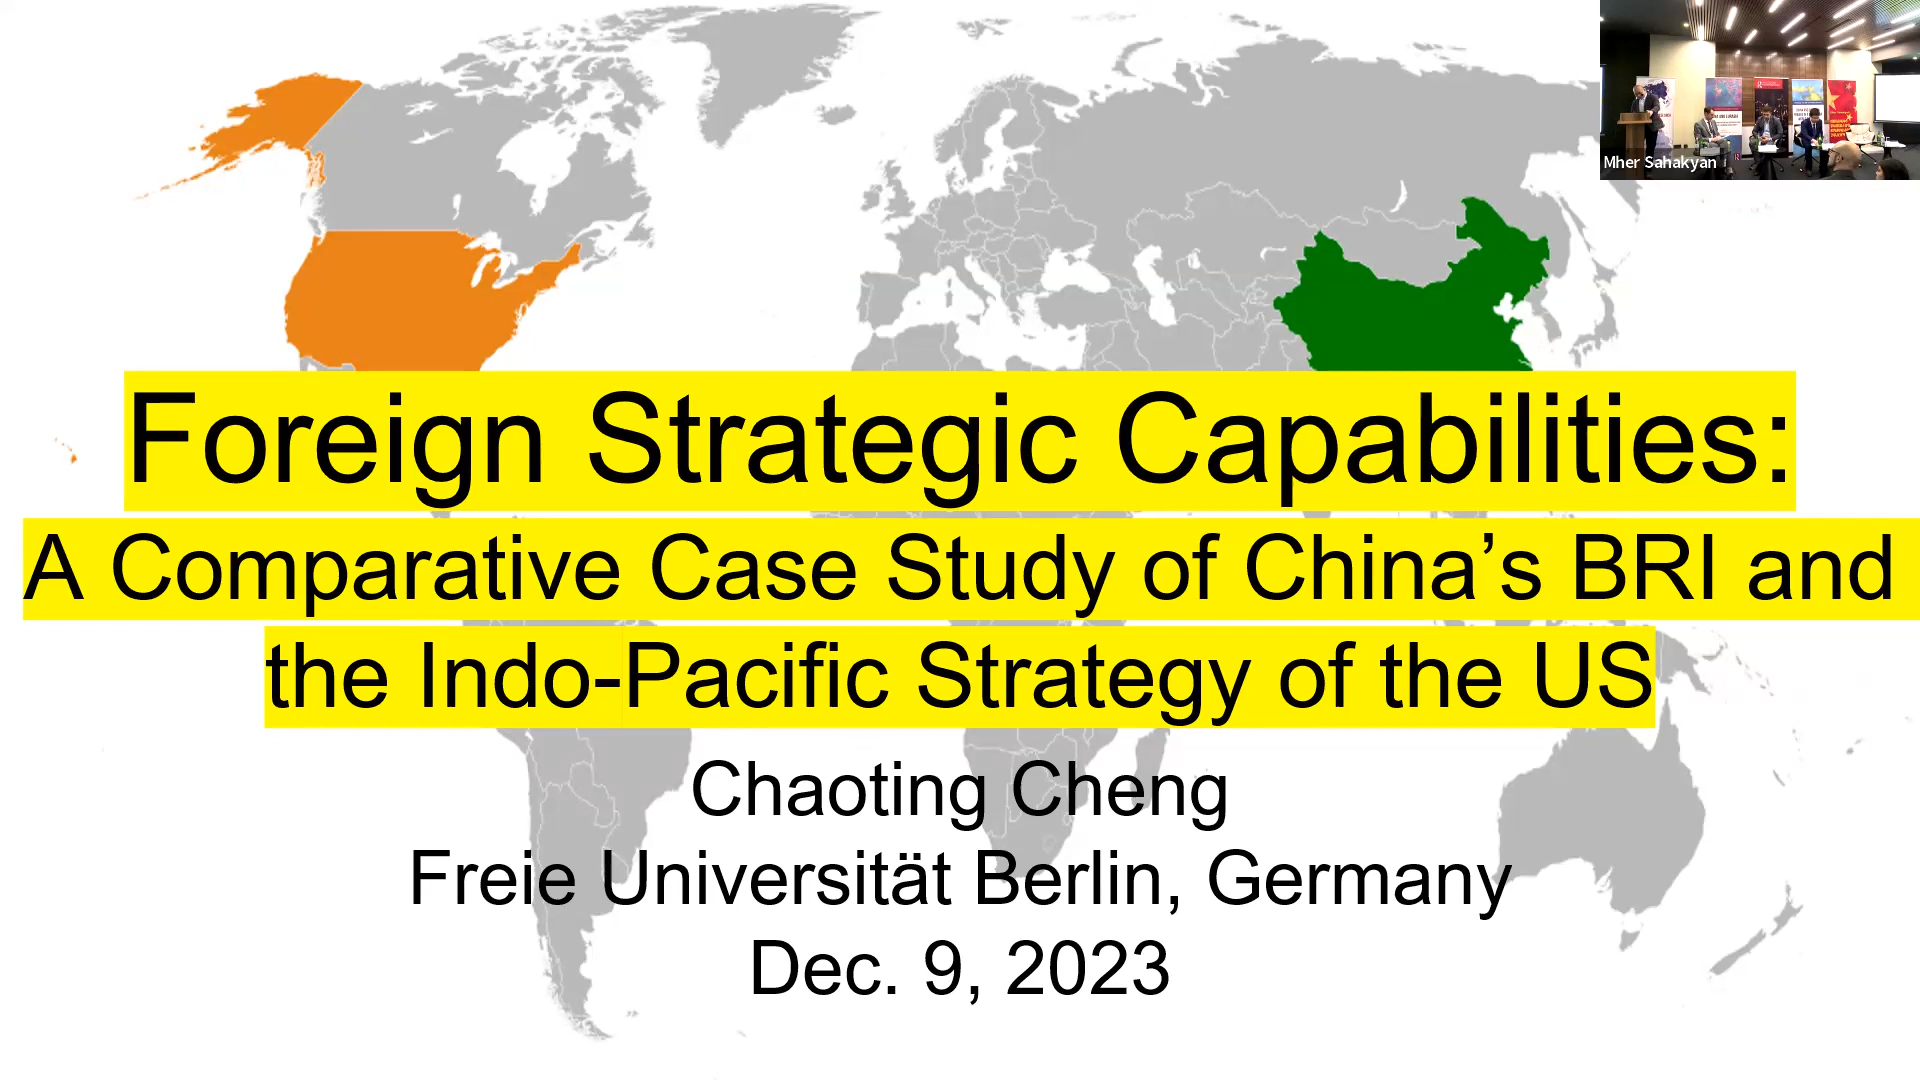 Foreign Strategic Capabilities:
A Comparative Case Study of China’s BRI and
the Indo-Pacific Strategy of the US
Chaoting Cheng
Freie Universität Berlin, Germany
Dec. 9, 2023
Mher Sahakyan